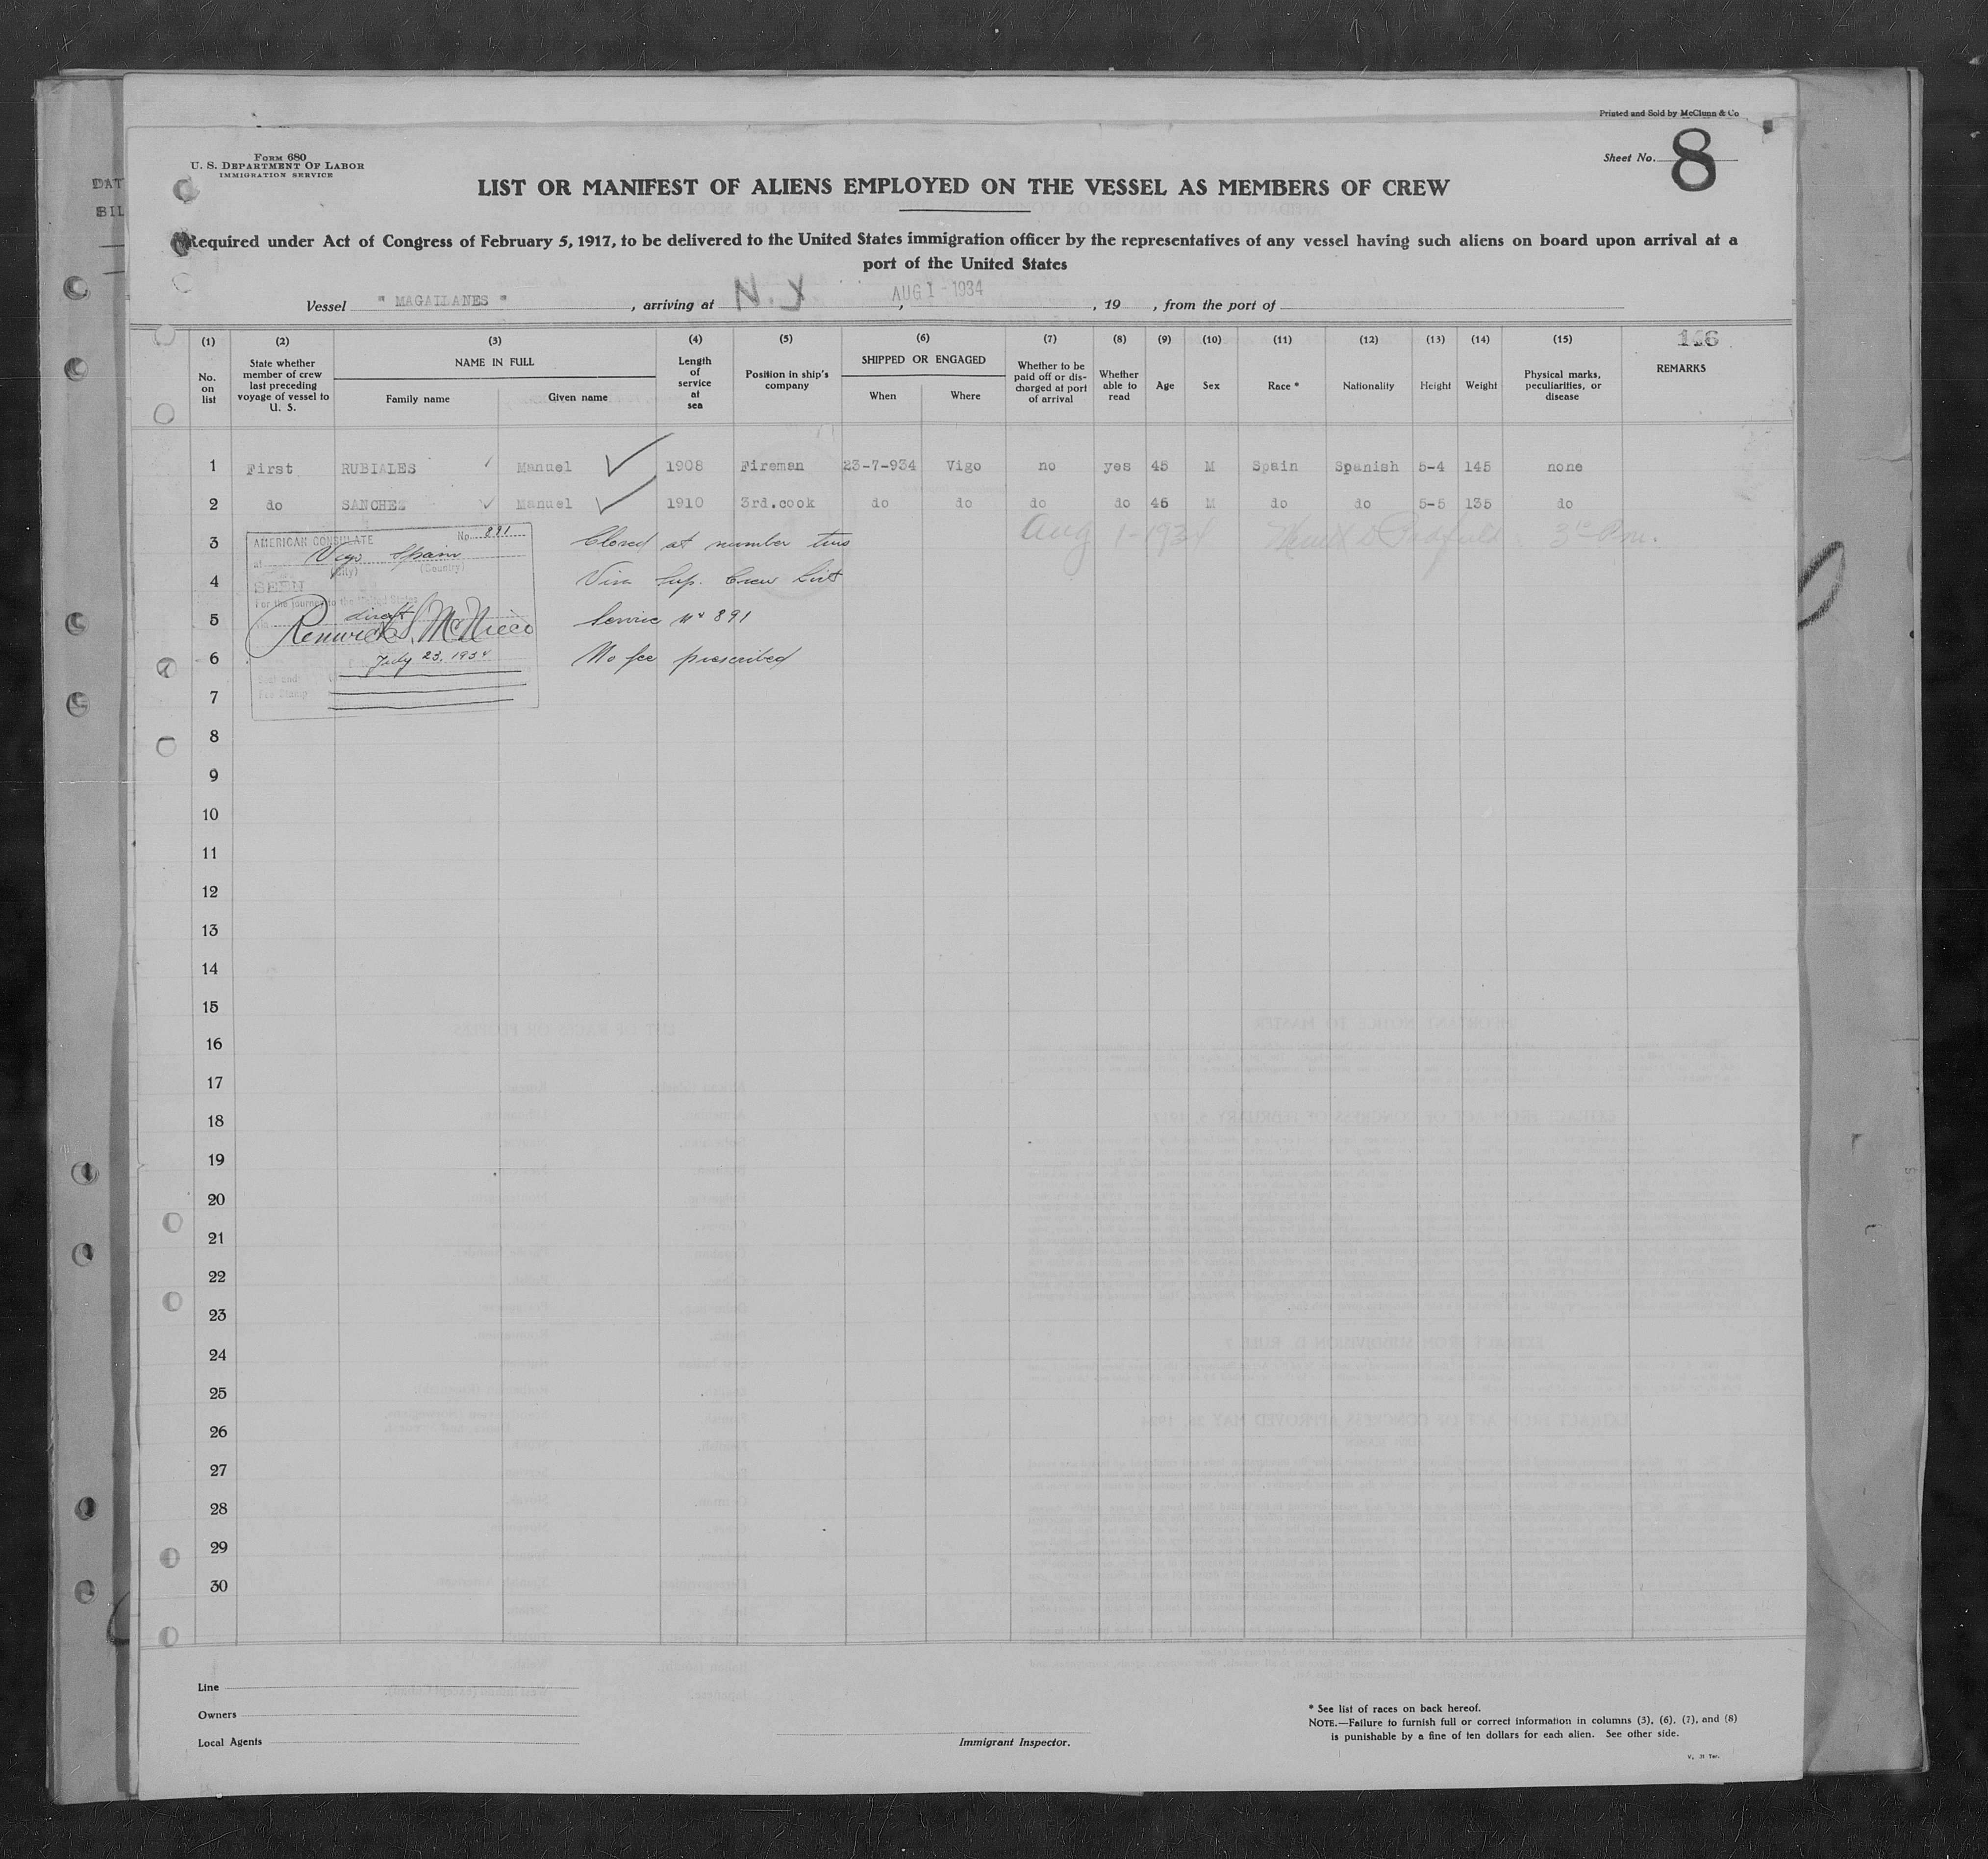 Printed and Sold by McClunn & Co
Form 680
U. S. Department Of Labor
IMMIGRATION SERVICE
Sheet No. 8
DAT
BIL
LIST OR MANIFEST OF ALIENS EMPLOYED ON THE VESSEL AS MEMBERS OF CREW
Required under Act of Congress of February 5, 1917, to be delivered to the United States immigration officer by the representatives of any vessel having such aliens on board upon arrival at a
port of the United States
Vessel " MAGALLANES " , arriving at N. Y. , AUG 1 - 1934 , 19 , from the port of
(1) (2) (3) (4) (5) (6) (7) (8) (9) (10) (11) (12) (13) (14) (15)
No. on list
State whether member of crew last preceding voyage of vessel to U. S.
NAME IN FULL
Family name
Given name
Length of service at sea
Position in ship's company
SHIPPED OR ENGAGED
When
Where
Whether to be paid off or discharged at port of arrival
Whether able to read
Age
Sex
Race *
Nationality
Height
Weight
Physical marks, peculiarities, or disease
REMARKS
1 First RUBIALES Manuel 1908 Fireman 23-7-934 Vigo no yes 45 M Spain Spanish 5-4 145 none
2 do SANCHEZ Manuel 1910 3rd.cook do do do do 46 M do do 5-5 135 do
Aug 1-1934
3
4
5
6
7
AMERICAN CONSULATE No. 891
at Vigo Spain
(City) (Country)
SEEN
For the journey to the United States
direct
July 23, 1934
Fee Stamp
Closed at number two
Visa Sup. Crew List
Service No 891
No fee prescribed
8
9
10
11
12
13
14
15
16
17
18
19
20
21
22
23
24
25
26
27
28
29
30
Line
Owners
Local Agents
Immigrant Inspector.
* See list of races on back hereof.
NOTE.—Failure to furnish full or correct information in columns (3), (6), (7), and (8)
is punishable by a fine of ten dollars for each alien. See other side.